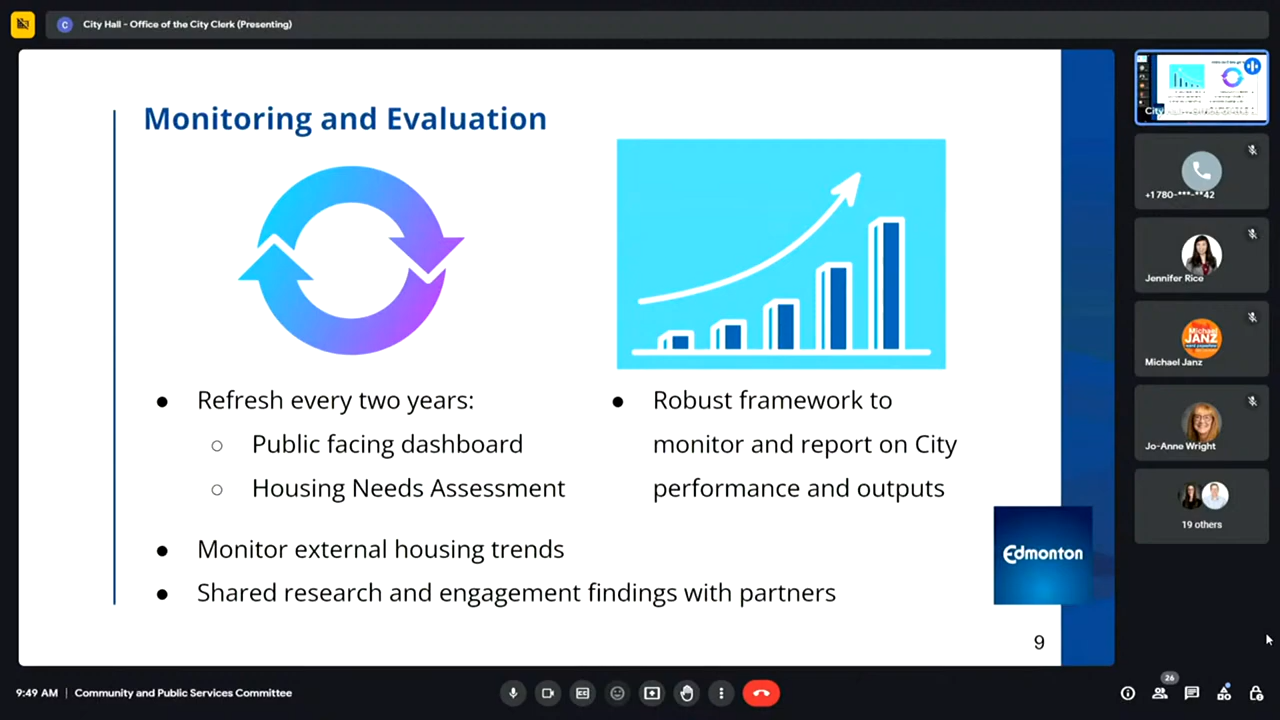 C
City Hall - Office of the City Clerk (Presenting)
Monitoring and Evaluation
● Refresh every two years:
○ Public facing dashboard
○ Housing Needs Assessment
● Robust framework to
monitor and report on City
performance and outputs
● Monitor external housing trends
● Shared research and engagement findings with partners
Edmonton
9
+1 780-***-**42
Jennifer Rice
Michael
JANZ
Michael Janz
Jo-Anne Wright
19 others
9:49 AM | Community and Public Services Committee
26